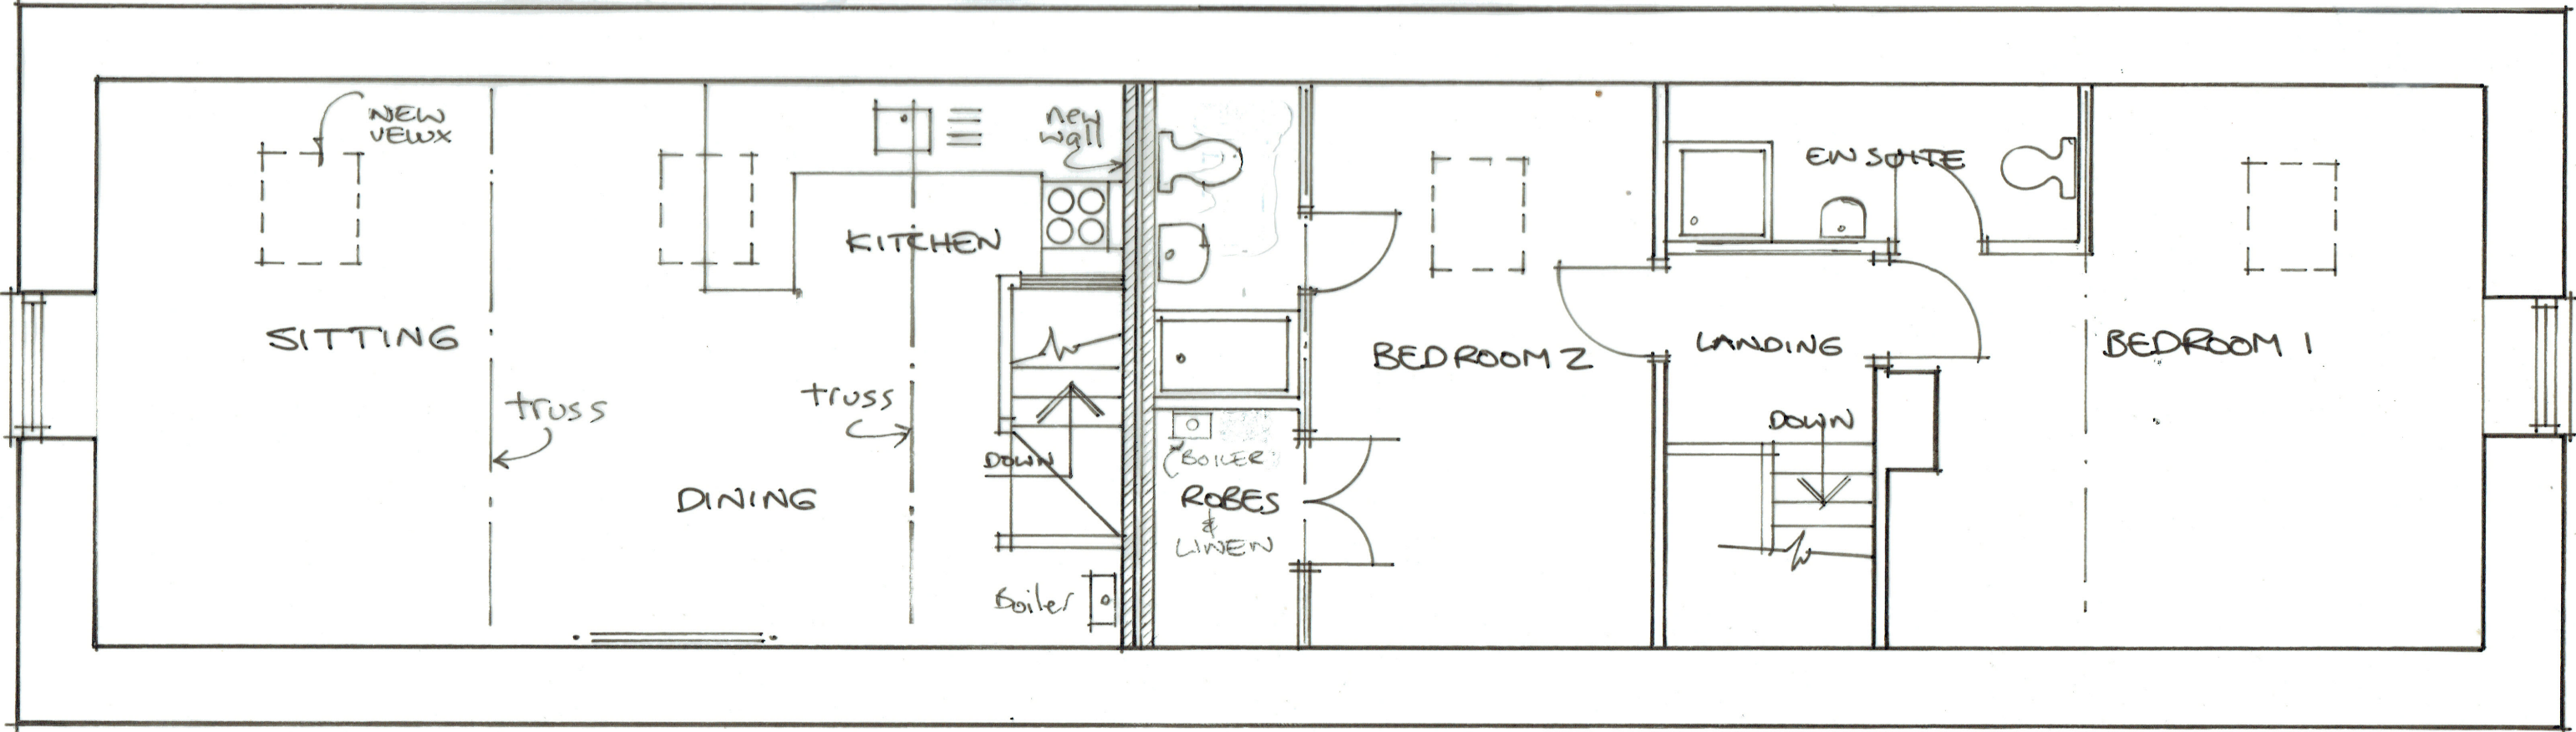 NEW
VELUX
new
wall
KITCHEN
SITTING
truss
truss
DOWN
DINING
Boiler
BOILER
ROBES
&
LINEN
BEDROOM 2
EN SUITE
LANDING
DOWN
BEDROOM 1